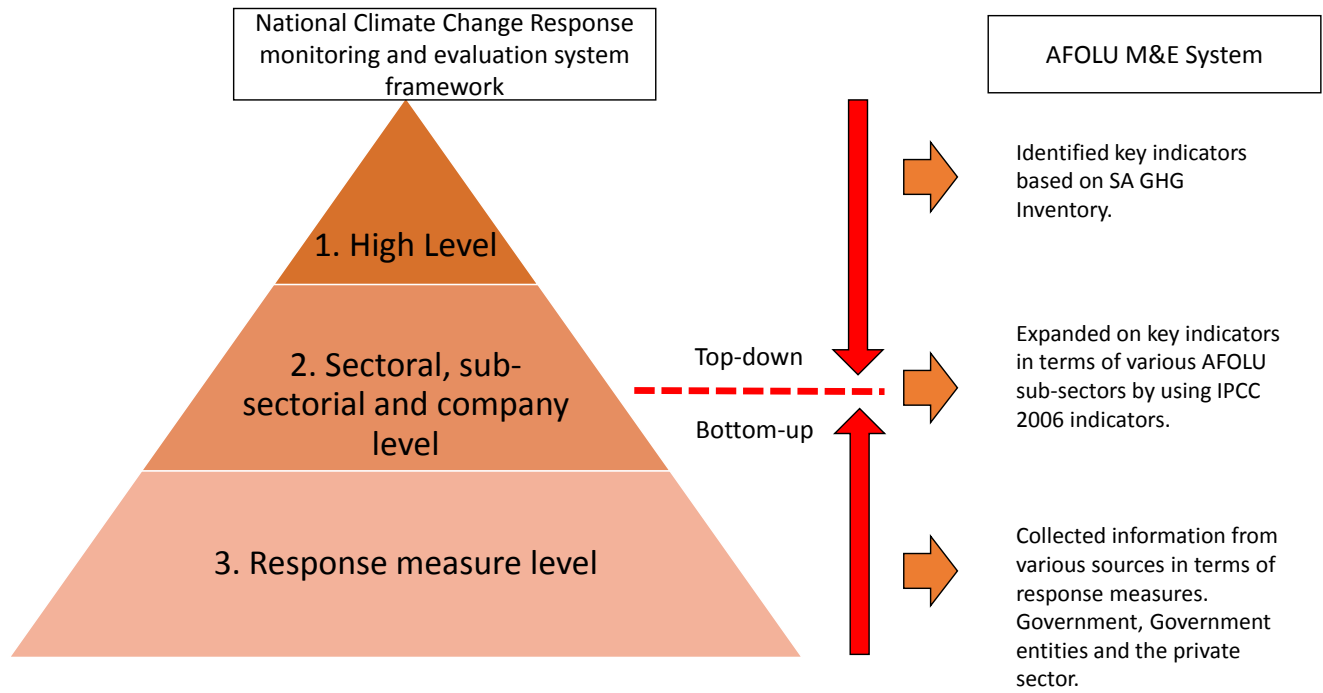 National Climate Change Response
monitoring and evaluation system
framework
AFOLU M&E System
1. High Level
2. Sectoral, sub-
sectorial and company
level
3. Response measure level
Top-down
Bottom-up
Identified key indicators
based on SA GHG
Inventory.
Expanded on key indicators
in terms of various AFOLU
sub-sectors by using IPCC
2006 indicators.
Collected information from
various sources in terms of
response measures.
Government, Government
entities and the private
sector.